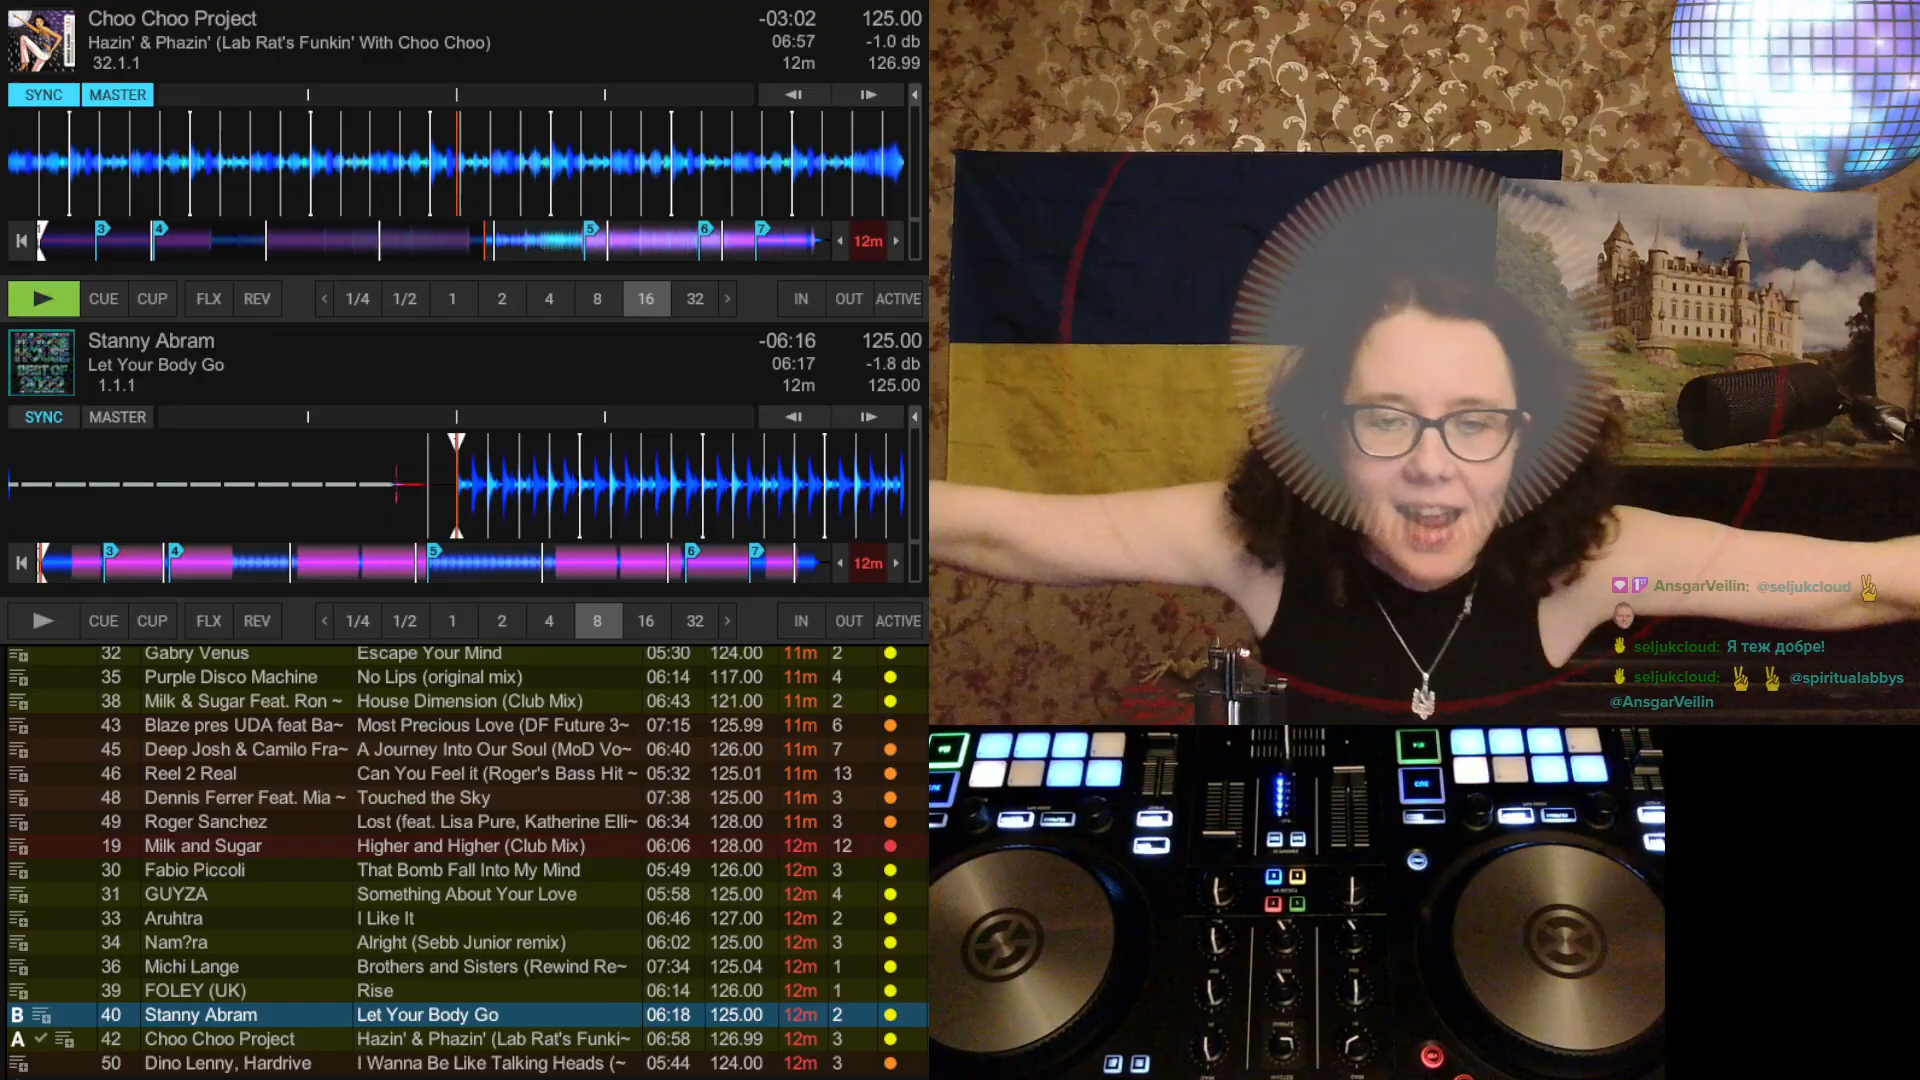 Choo Choo Project -03:02 125.00
Hazin' & Phazin' (Lab Rat's Funkin' With Choo Choo) 06:57 -1.0 db
32.1.1 12m 126.99
SYNC MASTER
3 4 5 6 7 12m
CUE CUP FLX REV 1/4 1/2 1 2 4 8 16 32 IN OUT ACTIVE
Stanny Abram -06:16 125.00
Let Your Body Go 06:17 -1.8 db
1.1.1 12m 125.00
BEST OF
SYNC MASTER
3 4 5 6 7 12m
CUE CUP FLX REV 1/4 1/2 1 2 4 8 16 32 IN OUT ACTIVE
32 Gabry Venus Escape Your Mind 05:30 124.00 11m 2
35 Purple Disco Machine No Lips (original mix) 06:14 117.00 11m 4
38 Milk & Sugar Feat. Ron ~ House Dimension (Club Mix) 06:43 121.00 11m 2
43 Blaze pres UDA feat Ba~ Most Precious Love (DF Future 3~ 07:15 125.99 11m 6
45 Deep Josh & Camilo Fra~ A Journey Into Our Soul (MoD Vo~ 06:40 126.00 11m 7
46 Reel 2 Real Can You Feel it (Roger's Bass Hit ~ 05:32 125.01 11m 13
48 Dennis Ferrer Feat. Mia ~ Touched the Sky 07:38 125.00 11m 3
49 Roger Sanchez Lost (feat. Lisa Pure, Katherine Elli~ 06:34 128.00 11m 3
19 Milk and Sugar Higher and Higher (Club Mix) 06:06 128.00 12m 12
30 Fabio Piccoli That Bomb Fall Into My Mind 05:49 126.00 12m 3
31 GUYZA Something About Your Love 05:58 125.00 12m 4
33 Aruhtra I Like It 06:46 127.00 12m 2
34 Nam?ra Alright (Sebb Junior remix) 06:02 125.00 12m 3
36 Michi Lange Brothers and Sisters (Rewind Re~ 07:34 125.04 12m 1
39 FOLEY (UK) Rise 06:14 126.00 12m 1
B 40 Stanny Abram Let Your Body Go 06:18 125.00 12m 2
A 42 Choo Choo Project Hazin' & Phazin' (Lab Rat's Funki~ 06:58 126.99 12m 3
50 Dino Lenny, Hardrive I Wanna Be Like Talking Heads (~ 05:44 124.00 12m 3
AnsgarVeilin: @seljukcloud
seljukcloud: Я теж добре!
seljukcloud: @spiritualabbys
@AnsgarVeilin